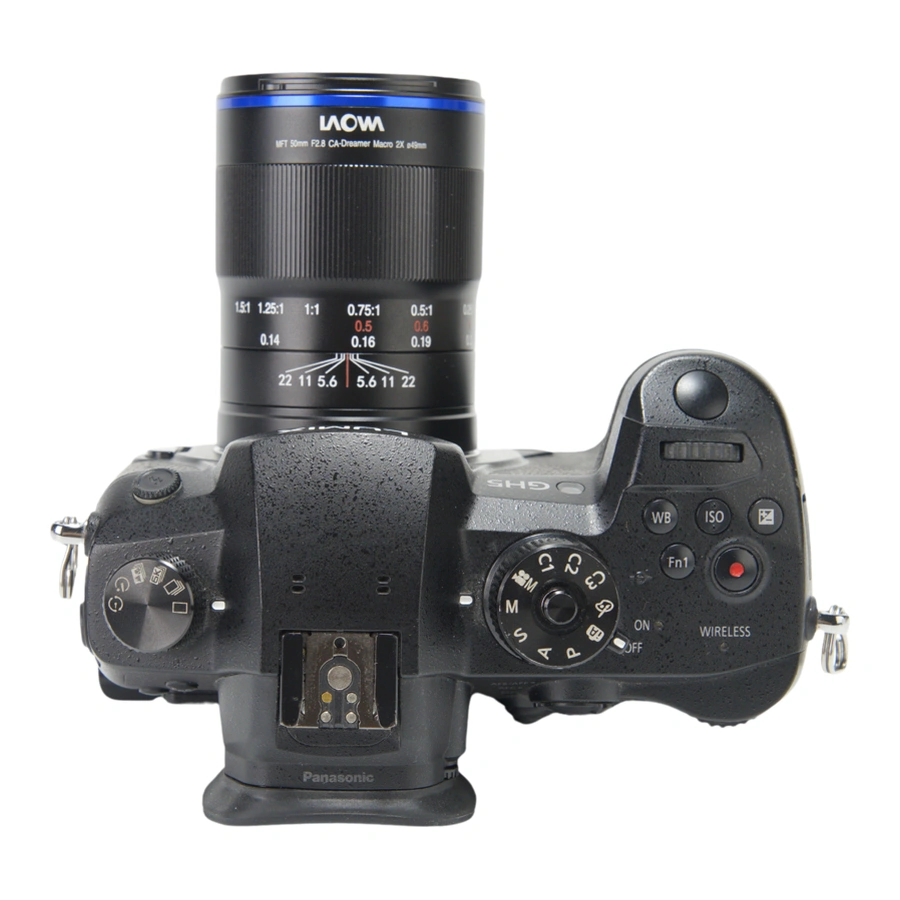 LAOWA
MFT 50mm F2.8 CA-Dreamer Macro 2X ø49mm
1.5:1 1.25:1 1:1 0.75:1 0.5:1
0.5 0.6
0.14 0.16 0.19
22 11 5.6 5.6 11 22
LUMIX
GH5
WB ISO
Fn1
C1 C2 C3
M
M
S
A
P
ON
OFF
WIRELESS
Panasonic